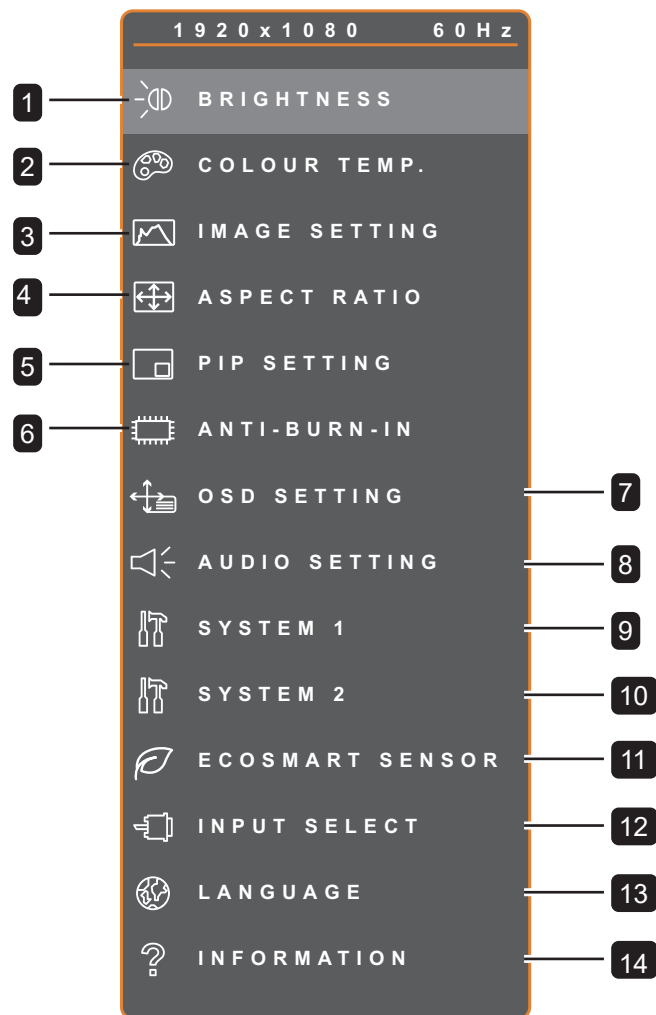 1920x1080 60Hz
1 BRIGHTNESS
2 COLOUR TEMP.
3 IMAGE SETTING
4 ASPECT RATIO
5 PIP SETTING
6 ANTI-BURN-IN
OSD SETTING 7
AUDIO SETTING 8
SYSTEM 1 9
SYSTEM 2 10
ECOSMART SENSOR 11
INPUT SELECT 12
LANGUAGE 13
INFORMATION 14